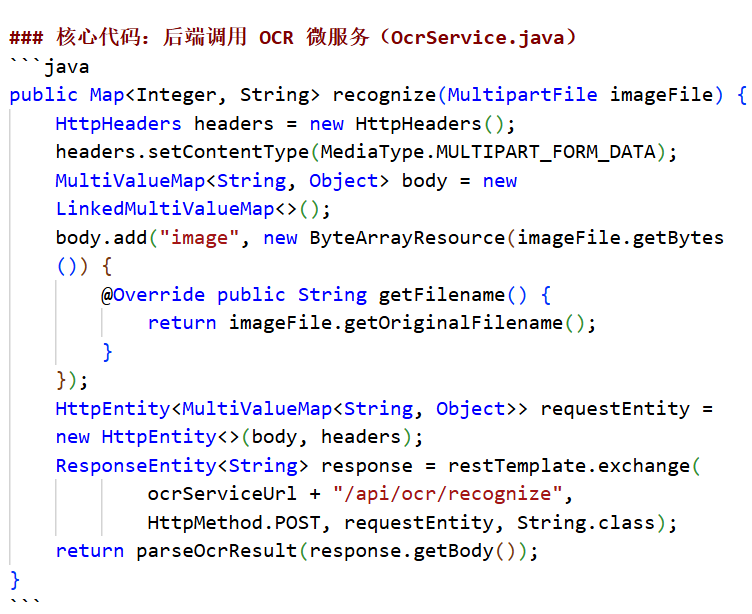 ### 核心代码：后端调用 OCR 微服务（OcrService.java）
```java
public Map<Integer, String> recognize(MultipartFile imageFile) {
    HttpHeaders headers = new HttpHeaders();
    headers.setContentType(MediaType.MULTIPART_FORM_DATA);
    MultiValueMap<String, Object> body = new
    LinkedMultiValueMap<>();
    body.add("image", new ByteArrayResource(imageFile.getBytes
    ()) {
        @Override public String getFilename() {
            return imageFile.getOriginalFilename();
        }
    });
    HttpEntity<MultiValueMap<String, Object>> requestEntity =
    new HttpEntity<>(body, headers);
    ResponseEntity<String> response = restTemplate.exchange(
            ocrServiceUrl + "/api/ocr/recognize",
            HttpMethod.POST, requestEntity, String.class);
    return parseOcrResult(response.getBody());
}
```